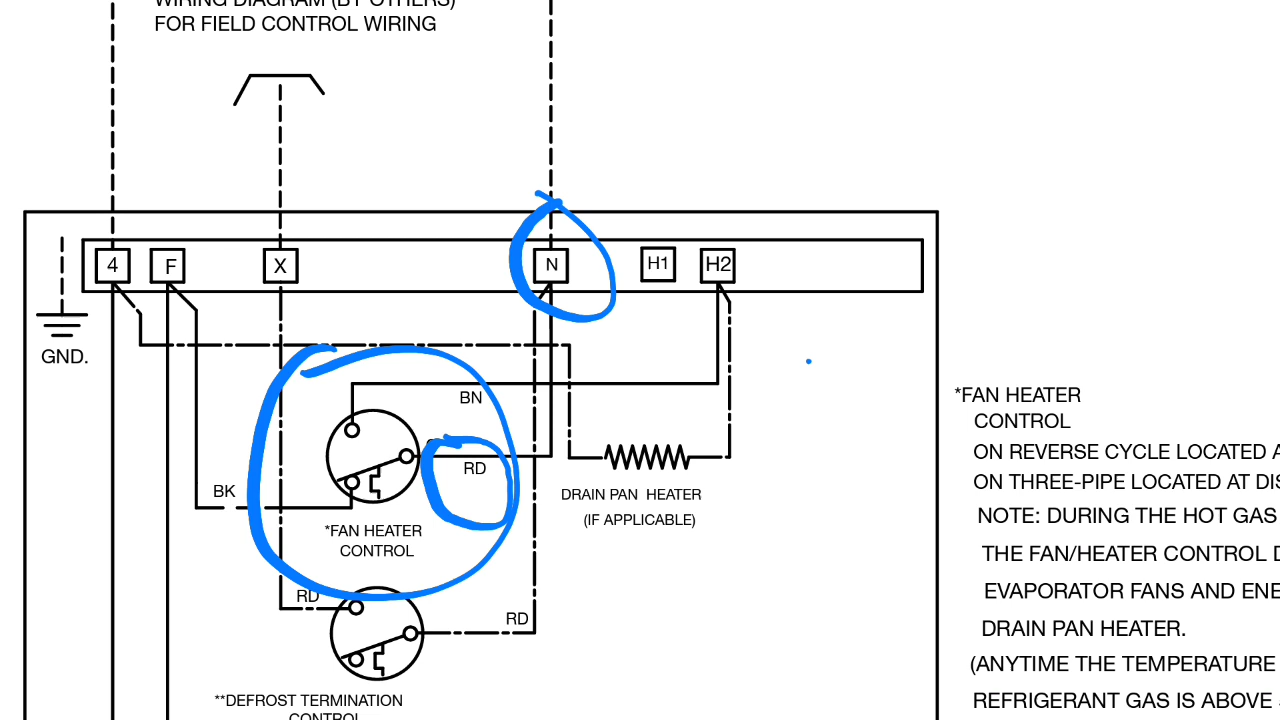 WIRING DIAGRAM (BY OTHERS)
FOR FIELD CONTROL WIRING
4
F
X
N
H1
H2
GND.
BN
RD
BK
*FAN HEATER
CONTROL
DRAIN PAN HEATER
(IF APPLICABLE)
RD
RD
**DEFROST TERMINATION
CONTROL
*FAN HEATER
CONTROL
ON REVERSE CYCLE LOCATED
ON THREE-PIPE LOCATED AT
NOTE: DURING THE HOT GAS
THE FAN/HEATER CONTROL
EVAPORATOR FANS AND
DRAIN PAN HEATER.
(ANYTIME THE TEMPERATURE
REFRIGERANT GAS IS ABOVE